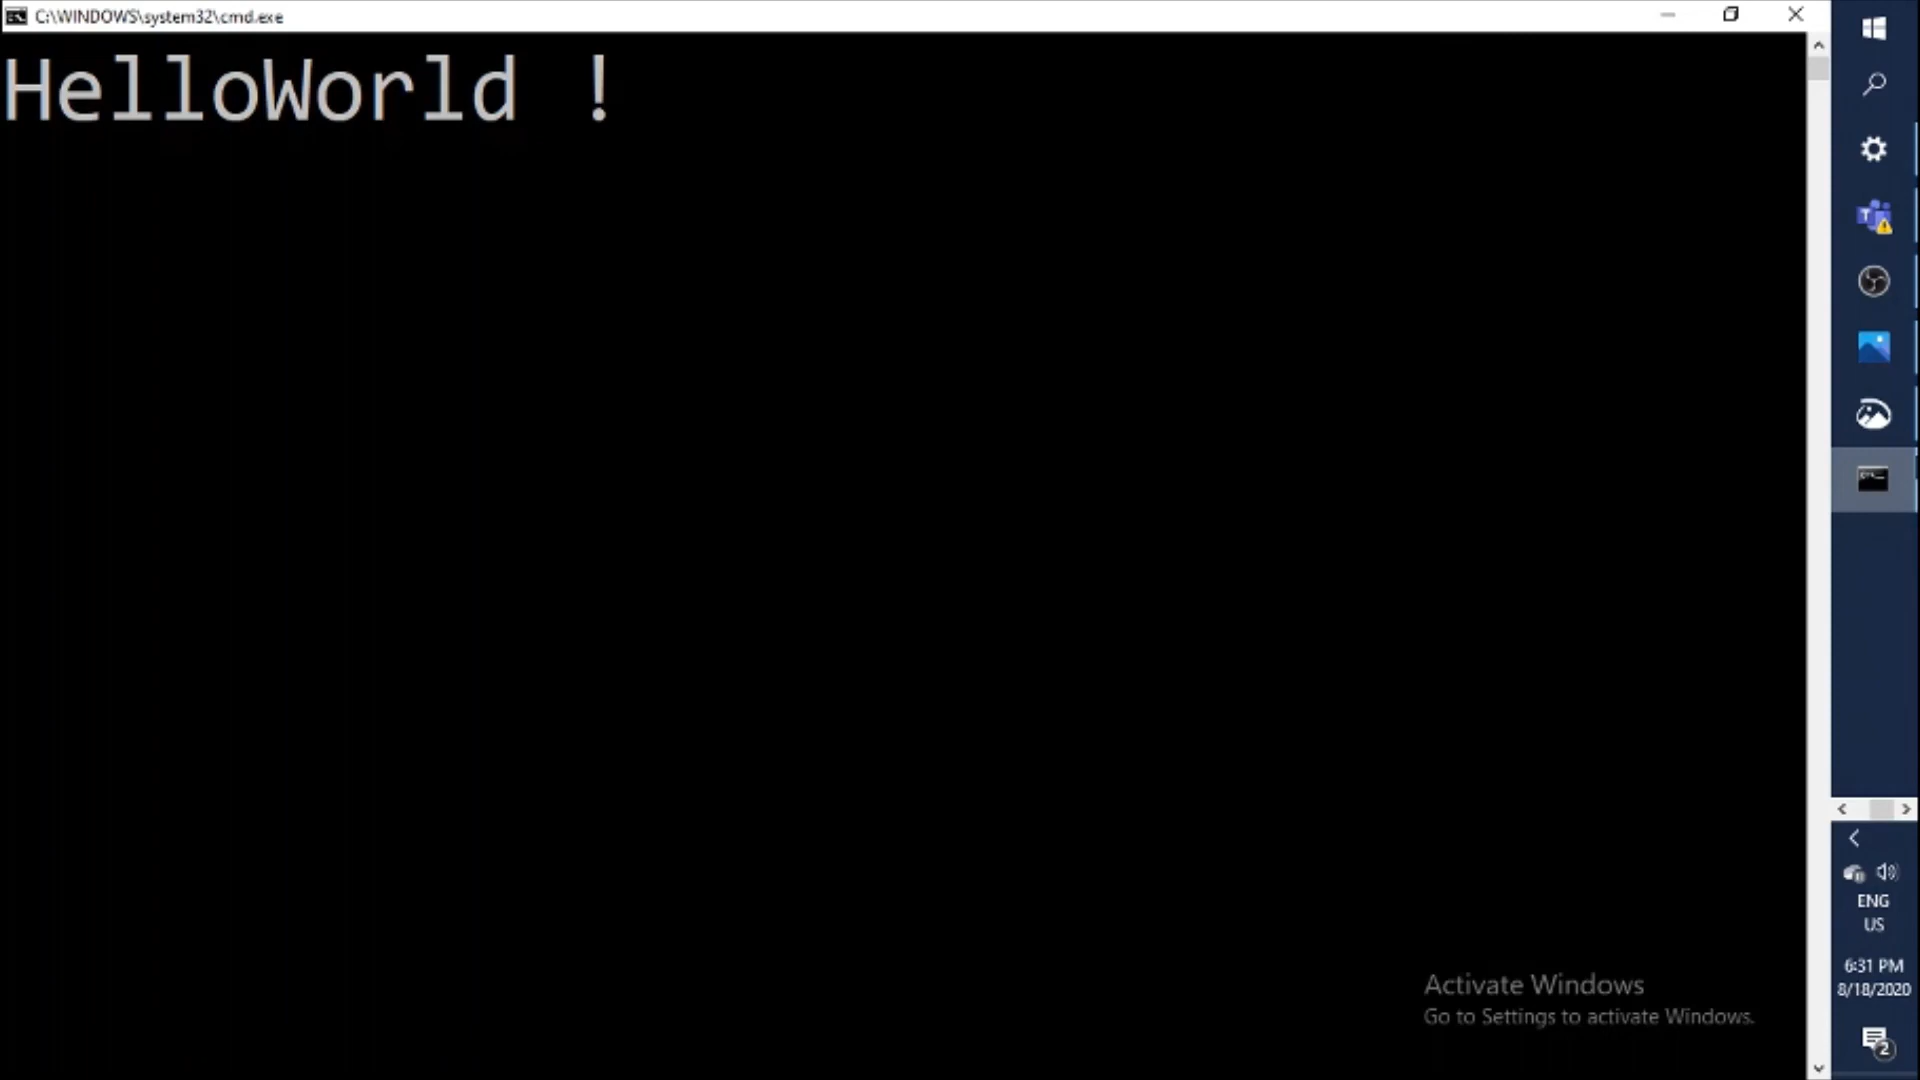 C:\WINDOWS\system32\cmd.exe
HelloWorld !
ENG
US
6:31 PM
8/18/2020
2
Activate Windows
Go to Settings to activate Windows.